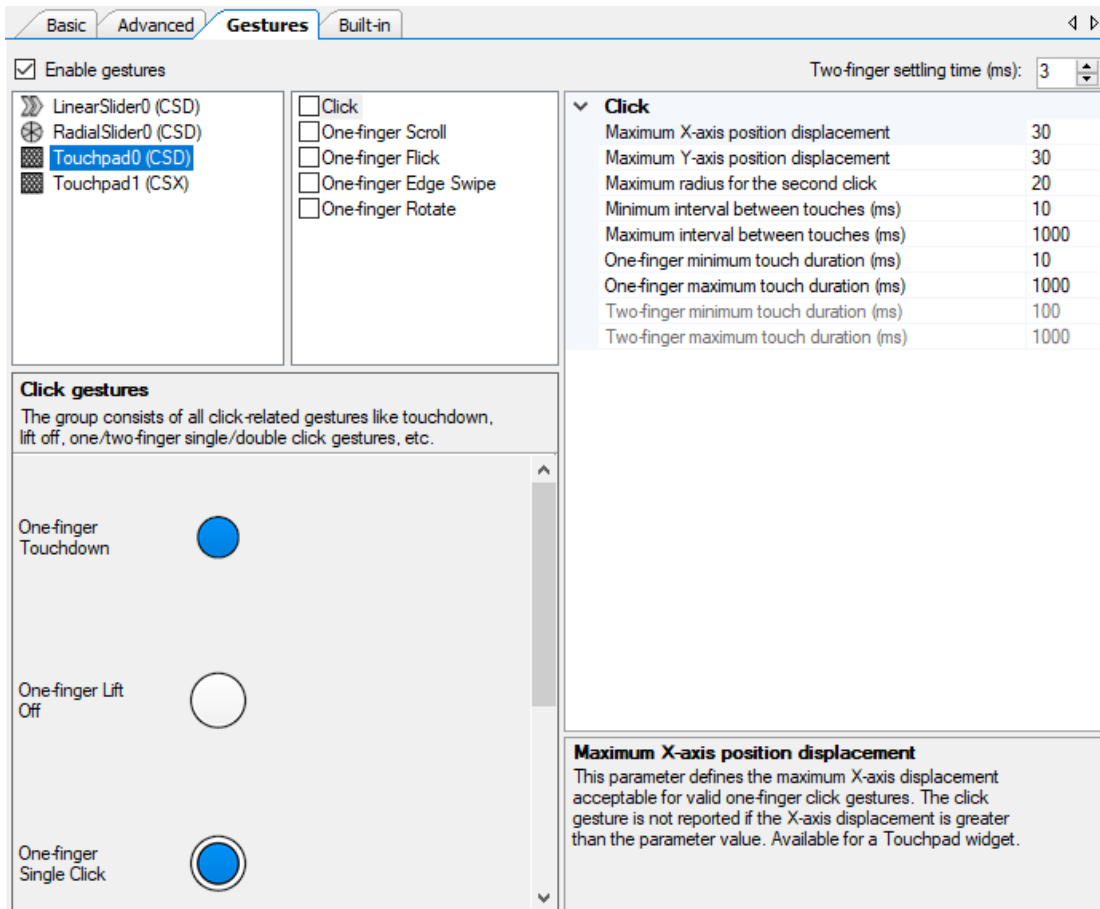 Basic Advanced Gestures Built-in
Enable gestures
Two-finger settling time (ms): 3
LinearSlider0 (CSD)
RadialSlider0 (CSD)
Touchpad0 (CSD)
Touchpad1 (CSX)
Click
One-finger Scroll
One-finger Flick
One-finger Edge Swipe
One-finger Rotate
Click
Maximum X-axis position displacement 30
Maximum Y-axis position displacement 30
Maximum radius for the second click 20
Minimum interval between touches (ms) 10
Maximum interval between touches (ms) 1000
One-finger minimum touch duration (ms) 10
One-finger maximum touch duration (ms) 1000
Two-finger minimum touch duration (ms) 100
Two-finger maximum touch duration (ms) 1000
Click gestures
The group consists of all click-related gestures like touchdown,
lift off, one/two-finger single/double click gestures, etc.
One-finger
Touchdown
One-finger Lift
Off
One-finger
Single Click
Maximum X-axis position displacement
This parameter defines the maximum X-axis displacement
acceptable for valid one-finger click gestures. The click
gesture is not reported if the X-axis displacement is greater
than the parameter value. Available for a Touchpad widget.